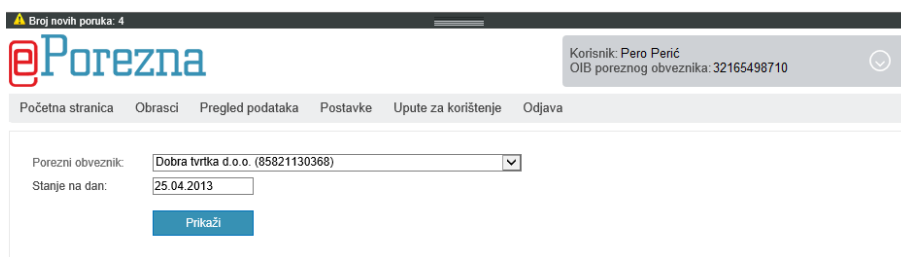 Broj novih poruka: 4
ePorezna
Korisnik: Pero Perić
OIB poreznog obveznika: 32165498710
Početna stranica Obrasci Pregled podataka Postavke Upute za korištenje Odjava
Porezni obveznik: Dobra tvrtka d.o.o. (85821130368)
Stanje na dan: 25.04.2013
Prikaži